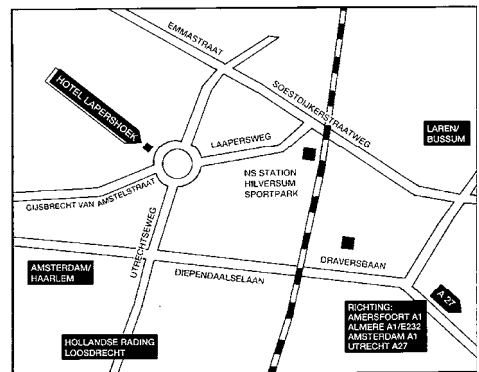 EMMASTRAAT
HOTEL LAPERSHOEK
SOESTDIJKERSTRAATWEG
LAAPERSWEG
LAREN/
BUSSUM
NS STATION
HILVERSUM
SPORTPARK
GIJSBRECHT VAN AMSTELSTRAAT
UTRECHTSEWEG
DRAVERSBAAN
AMSTERDAM/
HAARLEM
DIEPENDAALSELAAN
A 27
RICHTING:
AMERSFOORT A1
ALMERE A1/E232
AMSTERDAM A1
UTRECHT A27
HOLLANDSE RADING
LOOSDRECHT